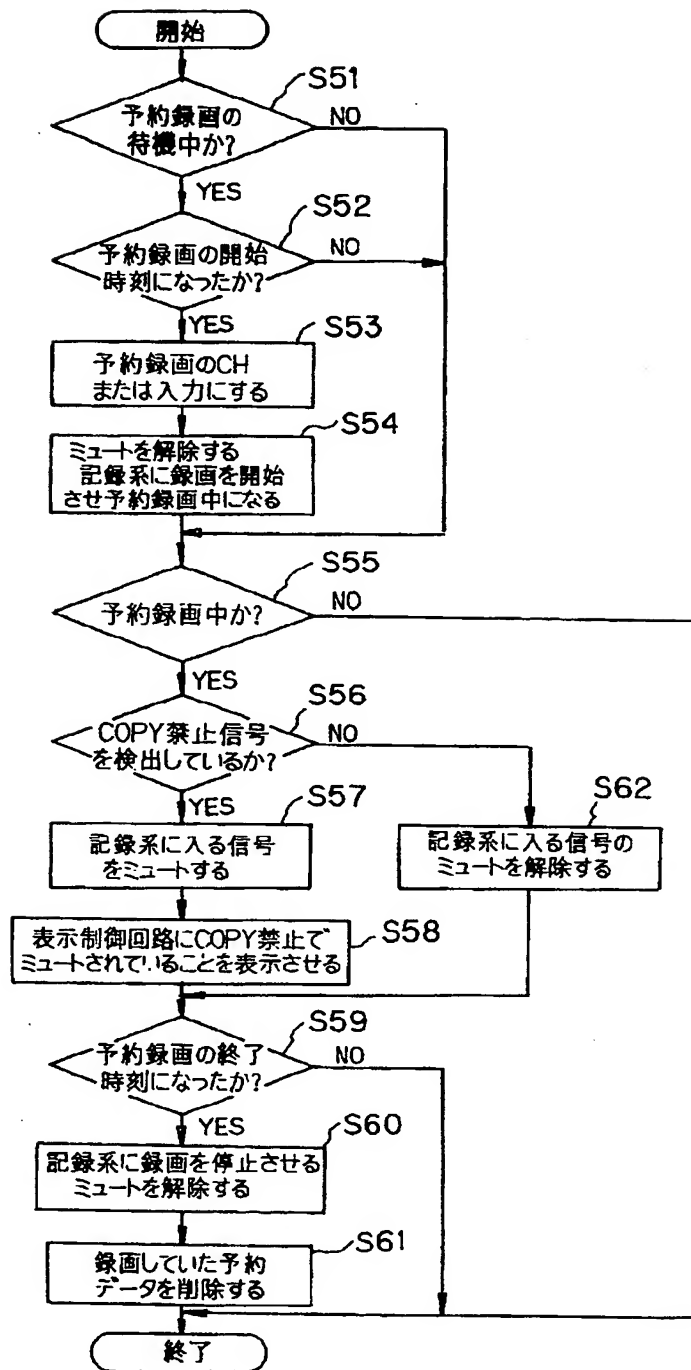 開始
S51
予約録画の
待機中か?
NO
YES
S52
予約録画の開始
時刻になったか?
NO
YES
S53
予約録画のCH
または入力にする
S54
ミュートを解除する
記録系に録画を開始
させ予約録画中になる
S55
予約録画中か?
NO
YES
S56
COPY禁止信号
を検出しているか?
NO
YES
S57
記録系に入る信号
をミュートする
S62
記録系に入る信号の
ミュートを解除する
S58
表示制御回路にCOPY禁止で
ミュートされていることを表示させる
S59
予約録画の終了
時刻になったか?
NO
YES
S60
記録系に録画を停止させる
ミュートを解除する
S61
録画していた予約
データを削除する
終了